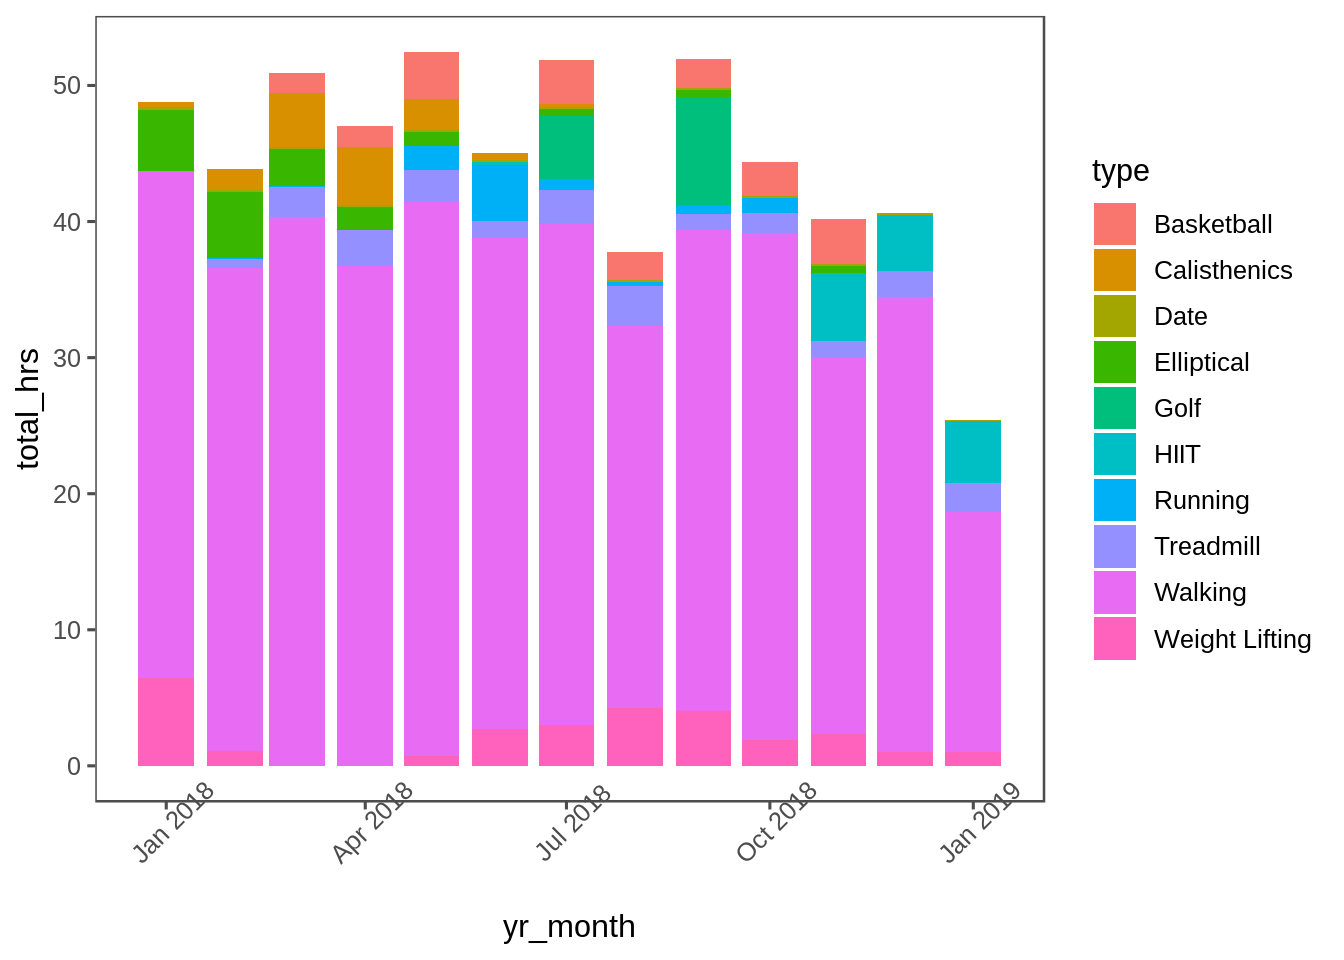 50
40
30
20
10
0
total_hrs
Jan 2018
Apr 2018
Jul 2018
Oct 2018
Jan 2019
yr_month
type
Basketball
Calisthenics
Date
Elliptical
Golf
HIIT
Running
Treadmill
Walking
Weight Lifting